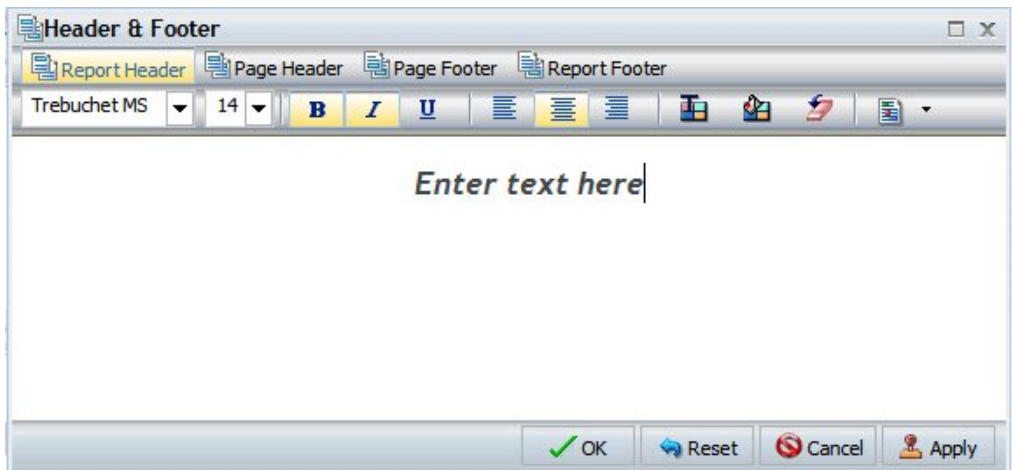 Header & Footer
Report Header Page Header Page Footer Report Footer
Trebuchet MS 14 B I U
Enter text here
OK Reset Cancel Apply